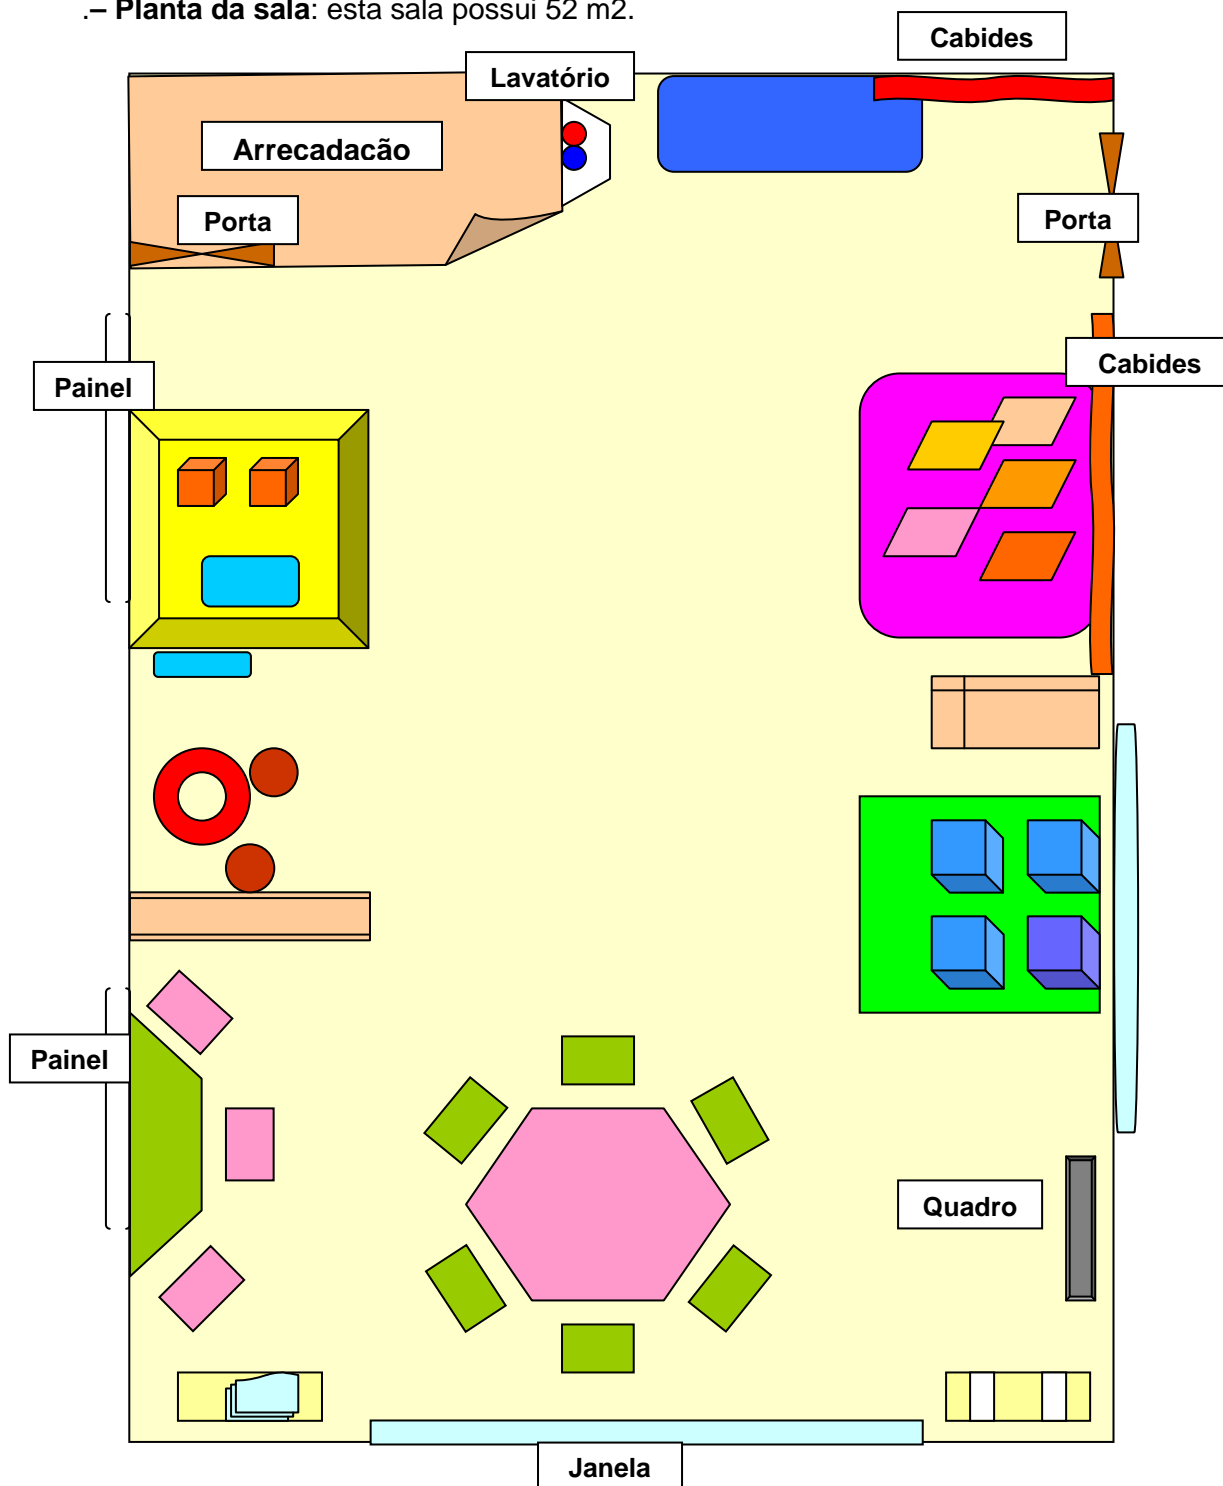 .– Planta da sala: esta sala possui 52 m2.
Cabides
Lavatório
Arrecadacão
Porta
Porta
Cabides
Painel
Painel
Quadro
Janela